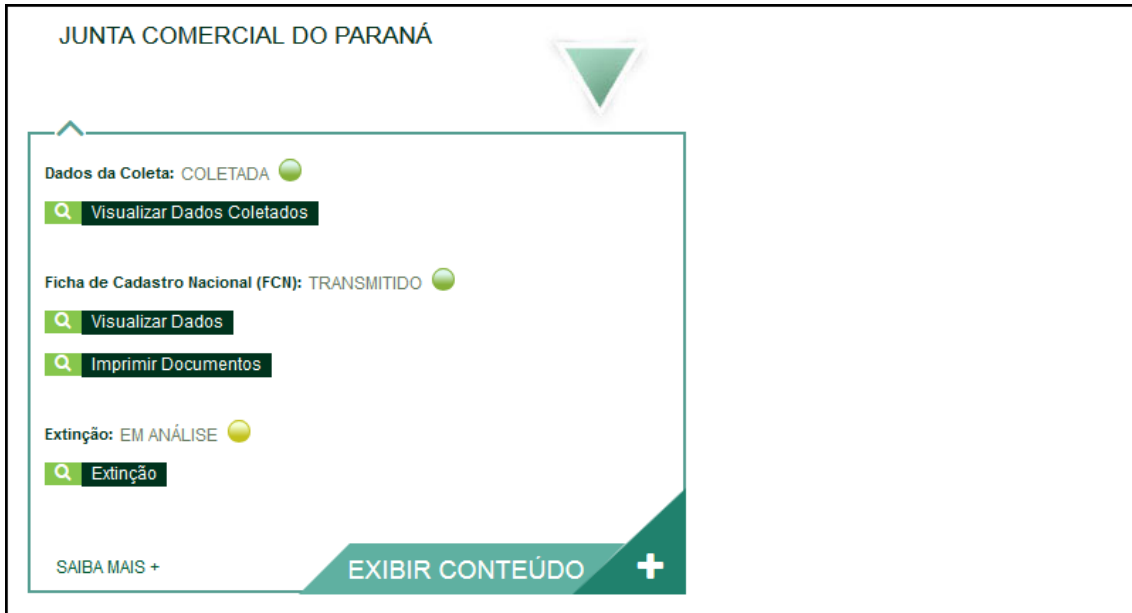 JUNTA COMERCIAL DO PARANÁ
Dados da Coleta: COLETADA
Visualizar Dados Coletados
Ficha de Cadastro Nacional (FCN): TRANSMITIDO
Visualizar Dados
Imprimir Documentos
Extinção: EM ANÁLISE
Extinção
SAIBA MAIS +
EXIBIR CONTEÚDO +